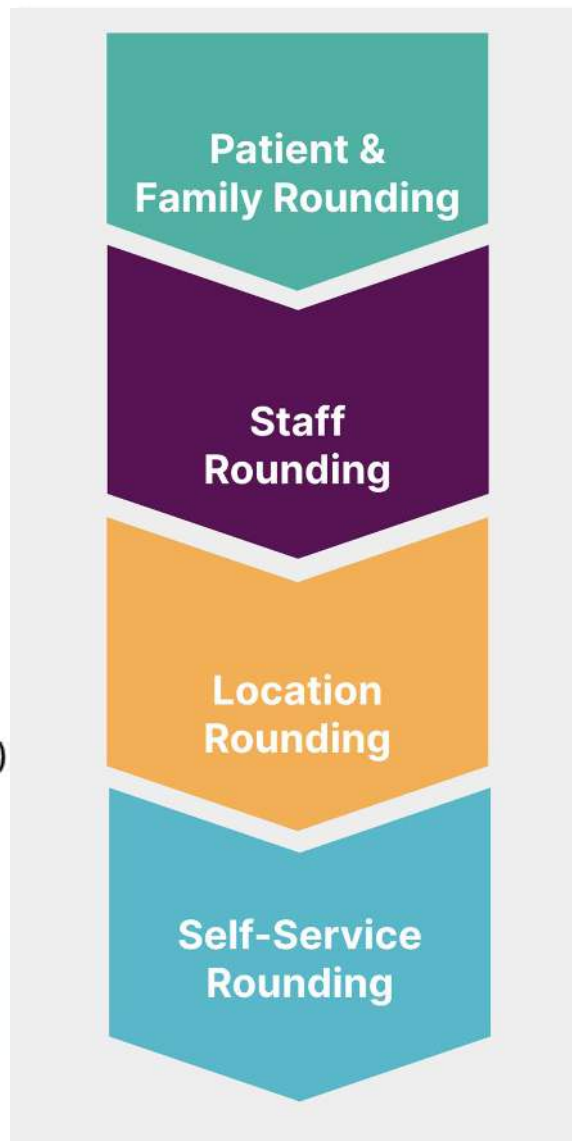 Patient &
Family Rounding
Staff
Rounding
Location
Rounding
)
Self-Service
Rounding